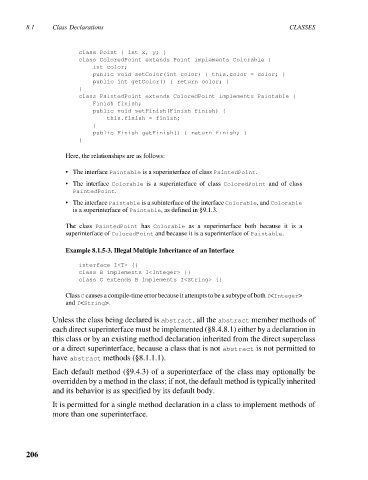 8.1 Class Declarations CLASSES
class Point { int x, y; }
class ColoredPoint extends Point implements Colorable {
int color;
public void setColor(int color) { this.color = color; }
public int getColor() { return color; }
}
class PaintedPoint extends ColoredPoint implements Paintable {
Finish finish;
public void setFinish(Finish finish) {
this.finish = finish;
}
public Finish getFinish() { return finish; }
}
Here, the relationships are as follows:
• The interface Paintable is a superinterface of class PaintedPoint.
• The interface Colorable is a superinterface of class ColoredPoint and of class
PaintedPoint.
• The interface Paintable is a subinterface of the interface Colorable, and Colorable
is a superinterface of Paintable, as defined in §9.1.3.
The class PaintedPoint has Colorable as a superinterface both because it is a
superinterface of ColoredPoint and because it is a superinterface of Paintable.
Example 8.1.5-3. Illegal Multiple Inheritance of an Interface
interface I<T> {}
class B implements I<Integer> {}
class C extends B implements I<String> {}
Class C causes a compile-time error because it attempts to be a subtype of both I<Integer>
and I<String>.
Unless the class being declared is abstract, all the abstract member methods of
each direct superinterface must be implemented (§8.4.8.1) either by a declaration in
this class or by an existing method declaration inherited from the direct superclass
or a direct superinterface, because a class that is not abstract is not permitted to
have abstract methods (§8.1.1.1).
Each default method (§9.4.3) of a superinterface of the class may optionally be
overridden by a method in the class; if not, the default method is typically inherited
and its behavior is as specified by its default body.
It is permitted for a single method declaration in a class to implement methods of
more than one superinterface.
206